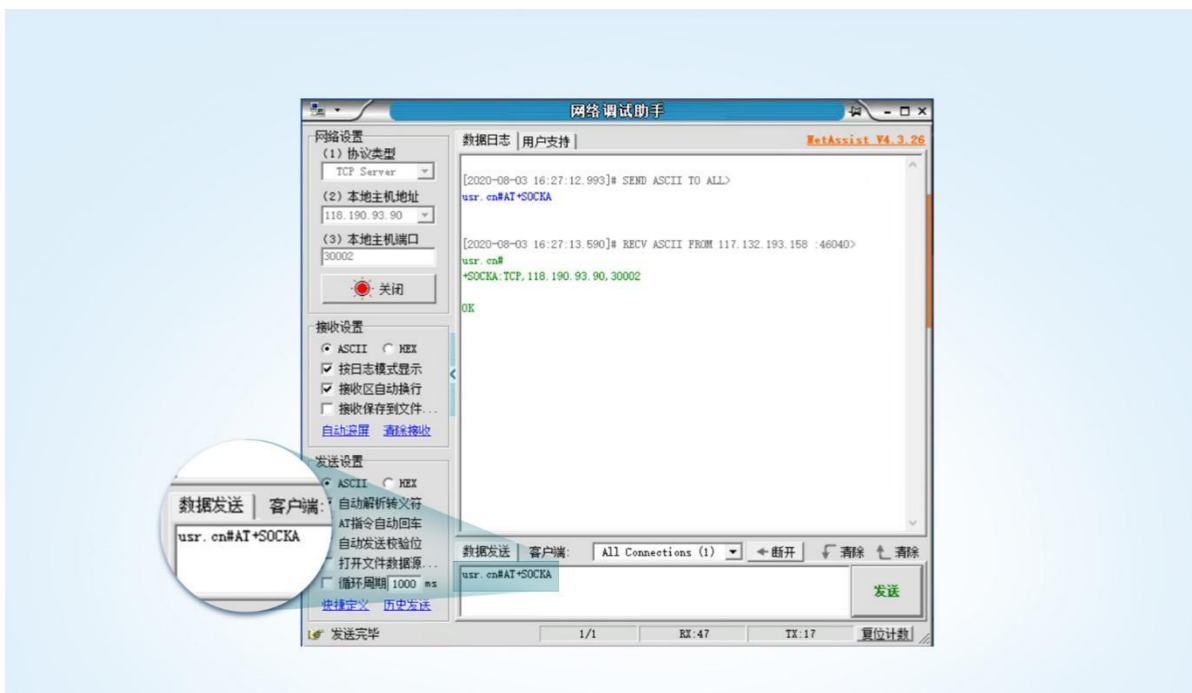 网络调试助手
网络设置
(1) 协议类型
TCP Server
(2) 本地主机地址
118.190.93.90
(3) 本地主机端口
30002
关闭
接收设置
ASCII HEX
按日志模式显示
接收区自动换行
接收保存到文件...
自动滚屏 清除接收
发送设置
ASCII HEX
自动解析转义符
AT指令自动回车
自动发送校验位
打开文件数据源...
循环周期 1000 ms
快捷定义 历史发送
数据日志 用户支持
NetAssist V4.3.26
[2020-08-03 16:27:12.993]# SEND ASCII TO ALL>
usr.cn#AT+SOCKA
[2020-08-03 16:27:13.590]# RECV ASCII FROM 117.132.193.158 :46040>
usr.cn#
+SOCKA:TCP,118.190.93.90,30002
OK
数据发送 客户端: All Connections (1) 断开 清除 清除
usr.cn#AT+SOCKA
发送
数据发送 客户端:
usr.cn#AT+SOCKA
发送完毕 1/1 RX:47 TX:17 复位计数